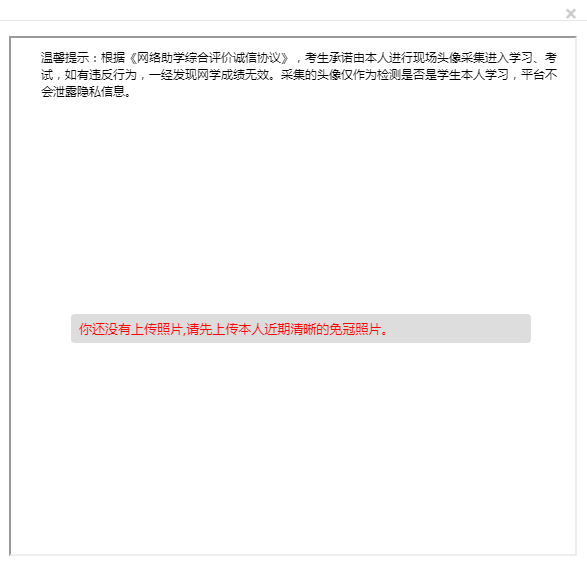 温馨提示：根据《网络助学综合评价诚信协议》，考生承诺由本人进行现场头像采集进入学习、考
试，如有违反行为，一经发现网学成绩无效。采集的头像仅作为检测是否是学生本人学习，平台不
会泄露隐私信息。
你还没有上传照片,请先上传本人近期清晰的免冠照片。